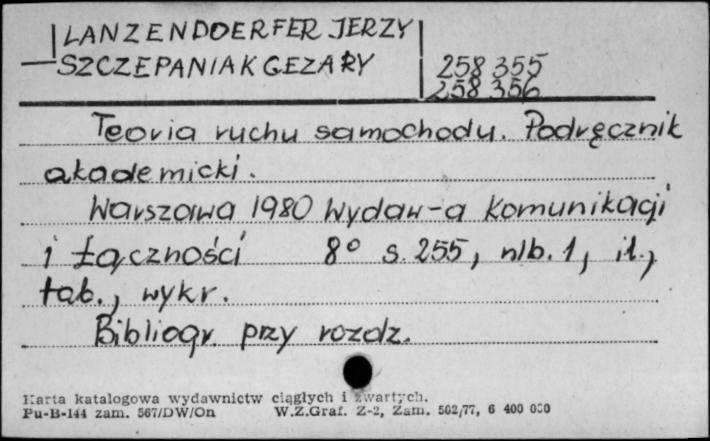 LANZENDOERFER JERZY
SZCZEPANIAK GEZARY
258 355
258 356
Teoria ruchu samochodu. Podręcznik
akademicki.
Warszawa 1980 Wydaw-a Komunikacji
i Łączności 8° s. 255, nlb. 1, il.,
tab., wykr.
Bibliogr. przy rozdz.
Karta katalogowa wydawnictw ciągłych i zwartych.
Pu-B-144 zam. 567/DW/On W.Z.Graf. Z-2, Zam. 502/77, 6 400 000